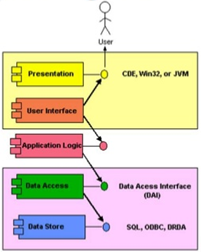 User
Presentation
CDE, Win32, or JVM
User Interface
Application Logic
Data Access
Data Acess Interface
(DAI)
Data Store
SQL, ODBC, DRDA